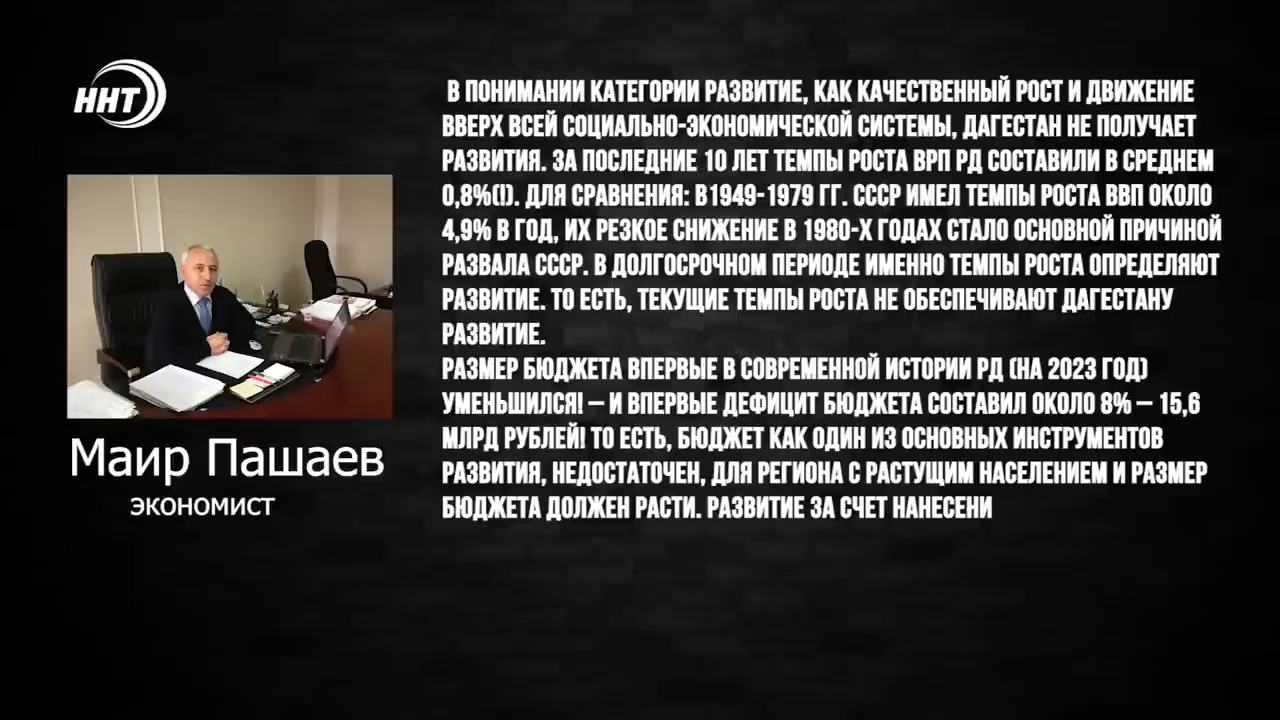 ННТ
В ПОНИМАНИИ КАТЕГОРИИ РАЗВИТИЕ, КАК КАЧЕСТВЕННЫЙ РОСТ И ДВИЖЕНИЕ
ВВЕРХ ВСЕЙ СОЦИАЛЬНО-ЭКОНОМИЧЕСКОЙ СИСТЕМЫ, ДАГЕСТАН НЕ ПОЛУЧАЕТ
РАЗВИТИЯ. ЗА ПОСЛЕДНИЕ 10 ЛЕТ ТЕМПЫ РОСТА ВРП РД СОСТАВИЛИ В СРЕДНЕМ
0,8%(!). ДЛЯ СРАВНЕНИЯ: В1949-1979 ГГ. СССР ИМЕЛ ТЕМПЫ РОСТА ВВП ОКОЛО
4,9% В ГОД, ИХ РЕЗКОЕ СНИЖЕНИЕ В 1980-Х ГОДАХ СТАЛО ОСНОВНОЙ ПРИЧИНОЙ
РАЗВАЛА СССР. В ДОЛГОСРОЧНОМ ПЕРИОДЕ ИМЕННО ТЕМПЫ РОСТА ОПРЕДЕЛЯЮТ
РАЗВИТИЕ. ТО ЕСТЬ, ТЕКУЩИЕ ТЕМПЫ РОСТА НЕ ОБЕСПЕЧИВАЮТ ДАГЕСТАНУ
РАЗВИТИЕ.
РАЗМЕР БЮДЖЕТА ВПЕРВЫЕ В СОВРЕМЕННОЙ ИСТОРИИ РД (НА 2023 ГОД)
УМЕНЬШИЛСЯ! – И ВПЕРВЫЕ ДЕФИЦИТ БЮДЖЕТА СОСТАВИЛ ОКОЛО 8% – 15,6
МЛРД РУБЛЕЙ! ТО ЕСТЬ, БЮДЖЕТ КАК ОДИН ИЗ ОСНОВНЫХ ИНСТРУМЕНТОВ
РАЗВИТИЯ, НЕДОСТАТОЧЕН, ДЛЯ РЕГИОНА С РАСТУЩИМ НАСЕЛЕНИЕМ И РАЗМЕР
БЮДЖЕТА ДОЛЖЕН РАСТИ. РАЗВИТИЕ ЗА СЧЕТ НАНЕСЕНИ
Маир Пашаев
экономист